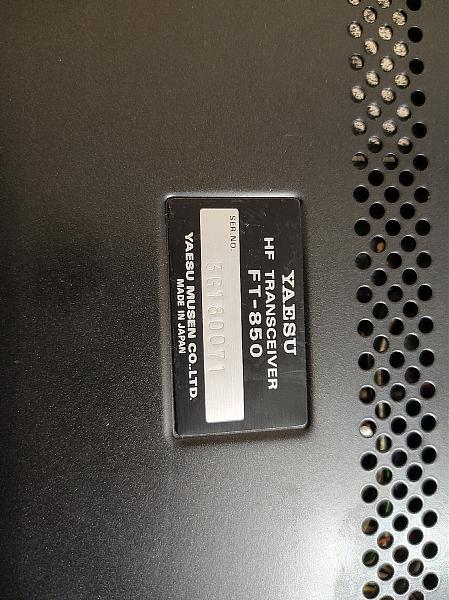 YAESU
HF TRANSCEIVER
FT-850
SER. NO.
3G180071
YAESU MUSEN CO., LTD.
MADE IN JAPAN